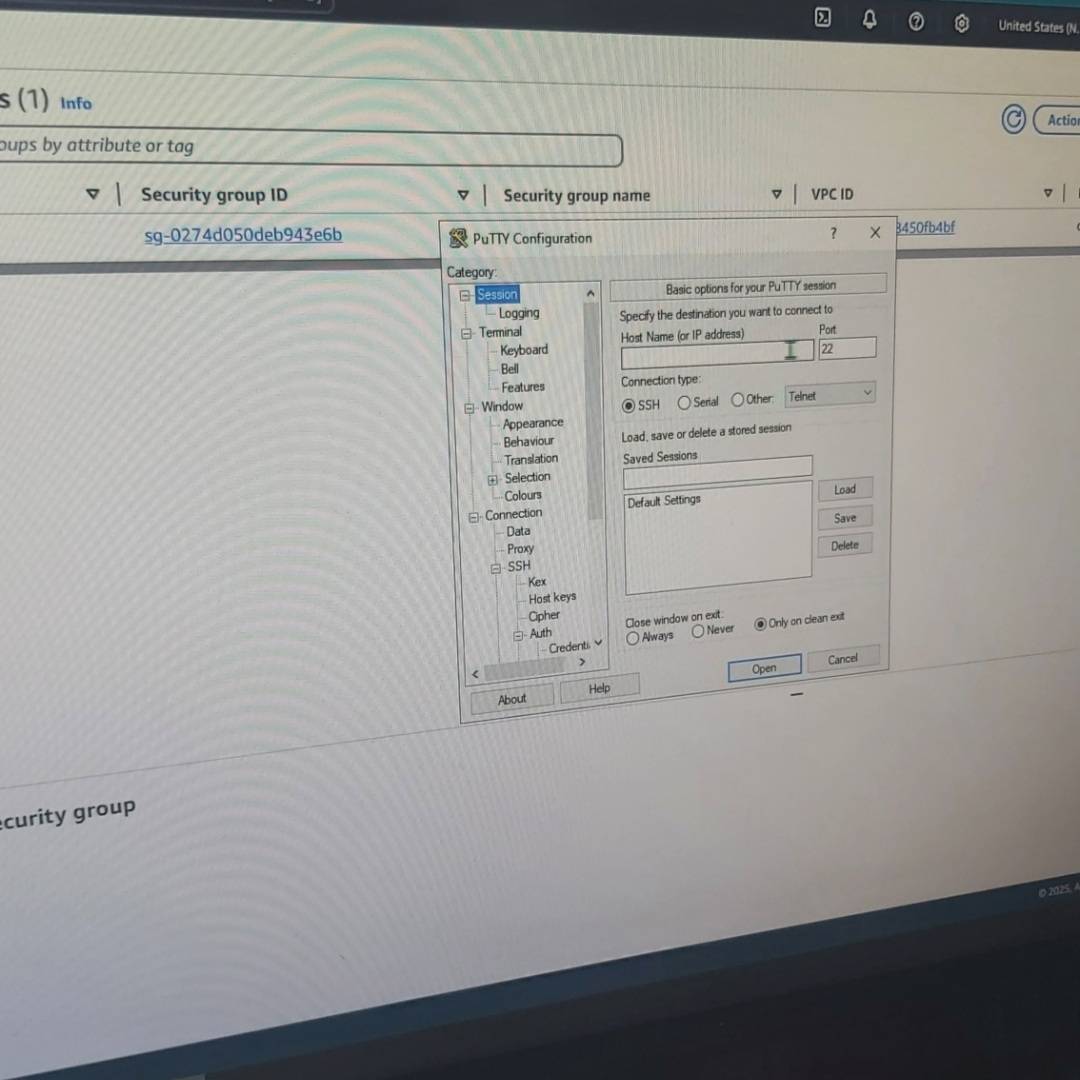 United States (N.
s (1) Info
Actio
oups by attribute or tag
Security group ID
Security group name
VPC ID
sg-0274d050deb943e6b
3450fb4bf
PuTTY Configuration
? X
Category:
Session
Logging
Terminal
Keyboard
Bell
Features
Window
Appearance
Behaviour
Translation
Selection
Colours
Connection
Data
Proxy
SSH
Kex
Host keys
Cipher
Auth
Credenti
Basic options for your PuTTY session
Specify the destination you want to connect to
Host Name (or IP address)
Port
22
Connection type:
SSH Serial Other: Telnet
Load, save or delete a stored session
Saved Sessions
Default Settings
Load
Save
Delete
Close window on exit:
Always Never Only on clean exit
About Help Open Cancel
ecurity group
© 2025, A